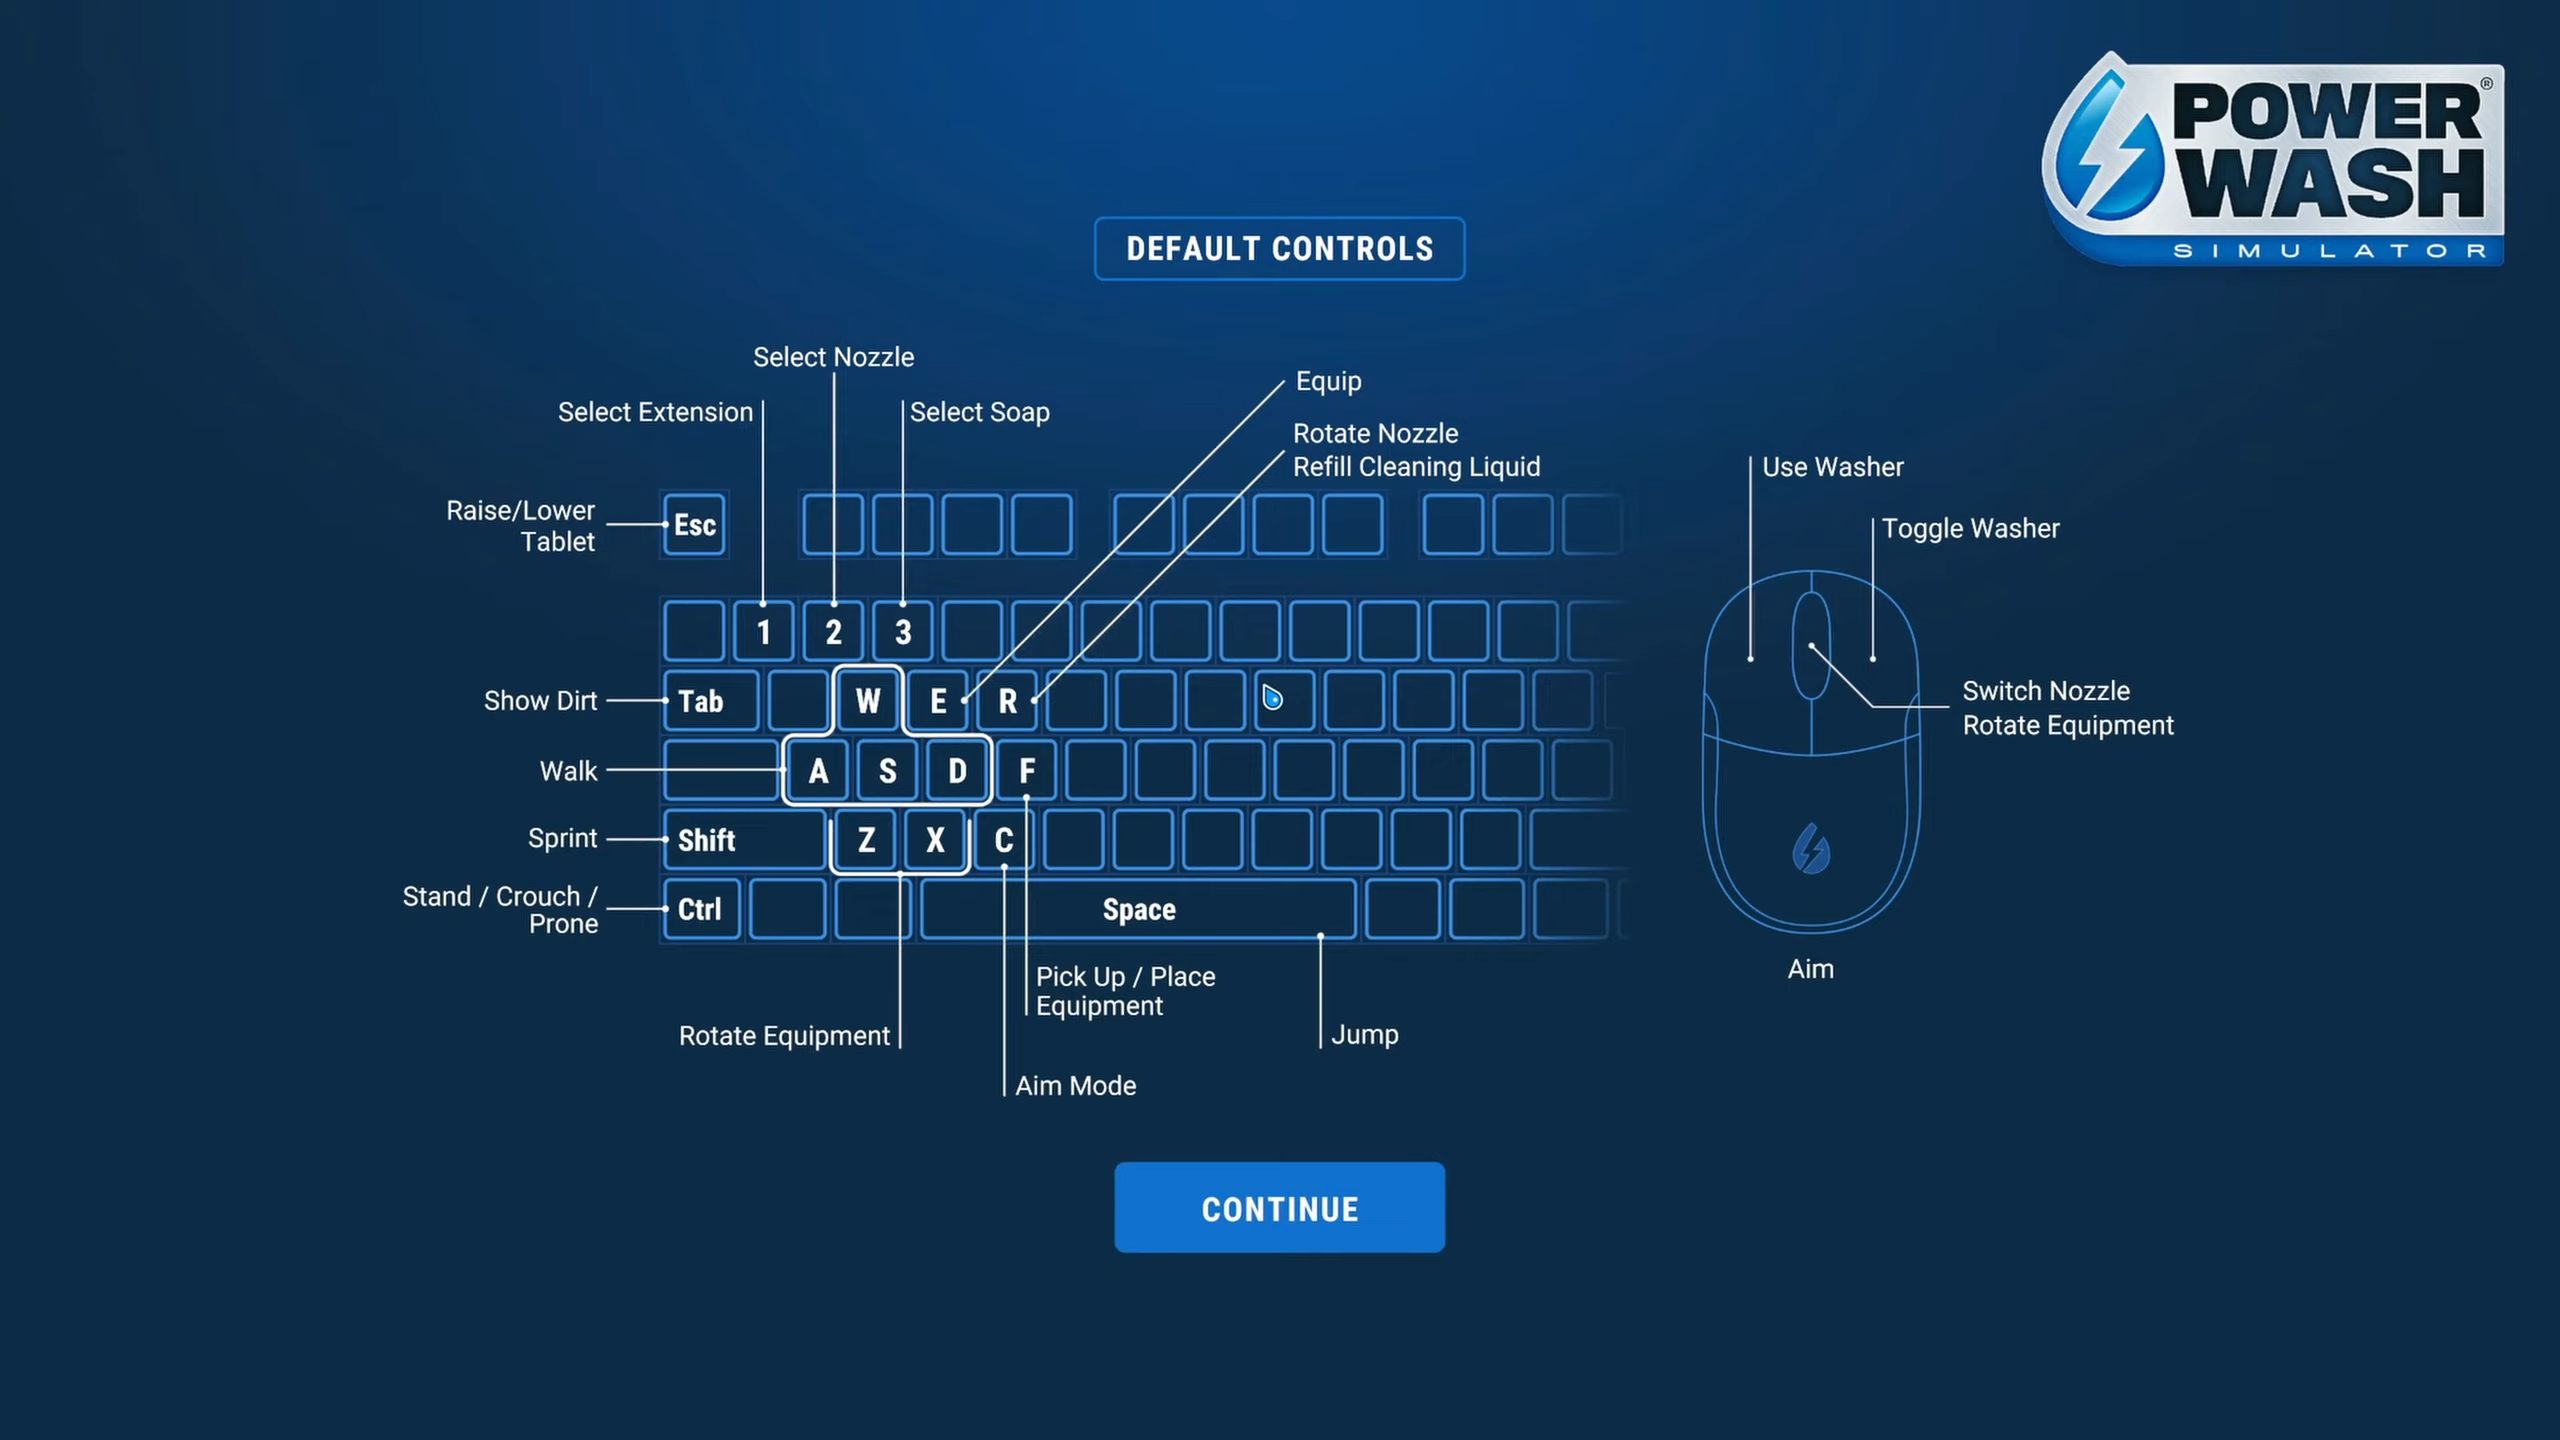 POWER
WASH
®
SIMULATOR
DEFAULT CONTROLS
Select Nozzle
Select Extension
Select Soap
Equip
Rotate Nozzle
Refill Cleaning Liquid
Use Washer
Toggle Washer
Raise/Lower
Tablet
Esc
1 2 3
Show Dirt
Tab W E R
Switch Nozzle
Rotate Equipment
Walk
A S D F
Sprint
Shift Z X C
Stand / Crouch /
Prone
Ctrl Space
Aim
Pick Up / Place
Equipment
Rotate Equipment
Jump
Aim Mode
CONTINUE